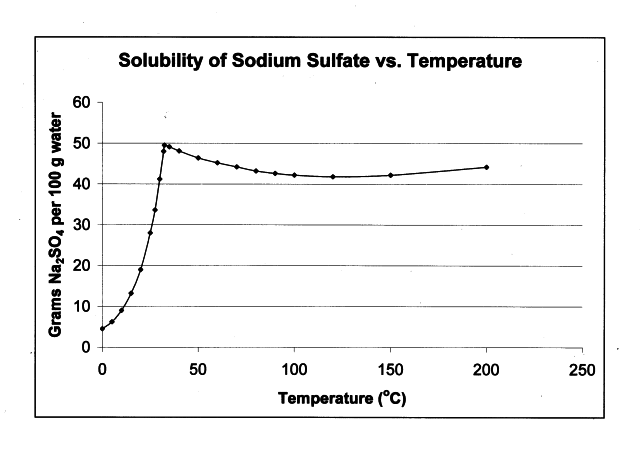 Solubility of Sodium Sulfate vs. Temperature
Grams Na₂SO₄ per 100 g water
60
50
40
30
20
10
0
0 50 100 150 200 250
Temperature (°C)